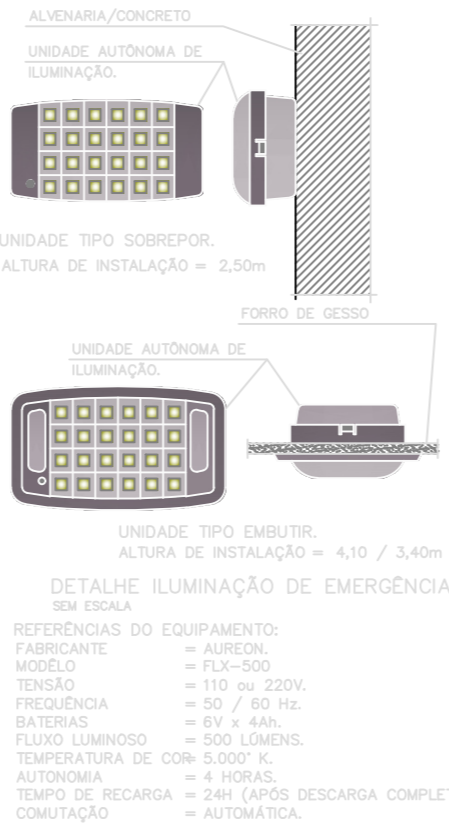 ALVENARIA/CONCRETO
UNIDADE AUTÔNOMA DE
ILUMINAÇÃO.
UNIDADE TIPO SOBREPOR.
ALTURA DE INSTALAÇÃO = 2,50m
FORRO DE GESSO
UNIDADE AUTÔNOMA DE
ILUMINAÇÃO.
UNIDADE TIPO EMBUTIR.
ALTURA DE INSTALAÇÃO = 4,10 / 3,40m
DETALHE ILUMINAÇÃO DE EMERGÊNCIA
SEM ESCALA
REFERÊNCIAS DO EQUIPAMENTO:
FABRICANTE = AUREON.
MODÊLO = FLX-500
TENSÃO = 110 ou 220V.
FREQUÊNCIA = 50 / 60 Hz.
BATERIAS = 6V x 4Ah.
FLUXO LUMINOSO = 500 LÚMENS.
TEMPERATURA DE COR= 5.000° K.
AUTONOMIA = 4 HORAS.
TEMPO DE RECARGA = 24H (APÓS DESCARGA COMPLET
COMUTAÇÃO = AUTOMÁTICA.